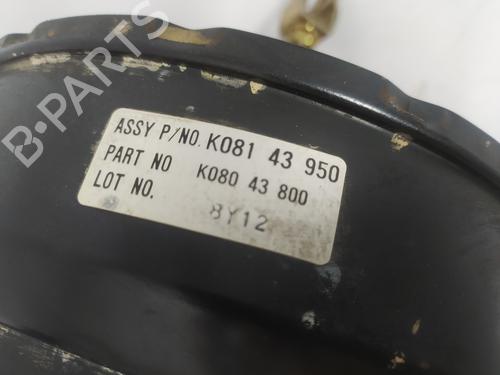 B-PARTS
ASSY P/NO. K081 43 950
PART NO K080 43 800
LOT NO. 8Y12